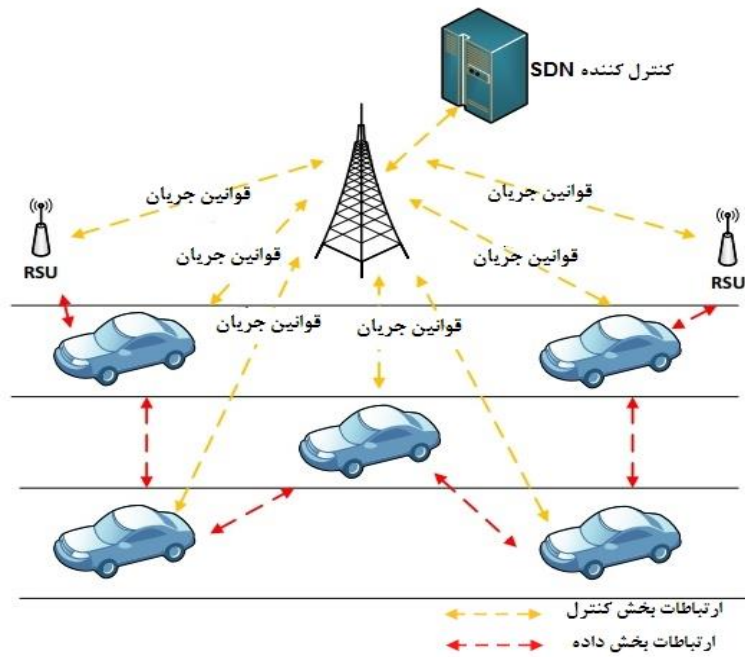 کنترل کننده SDN
قوانین جریان
قوانین جریان
RSU
RSU
قوانین جریان
قوانین جریان
قوانین جریان
قوانین جریان
ارتباطات بخش کنترل
ارتباطات بخش داده